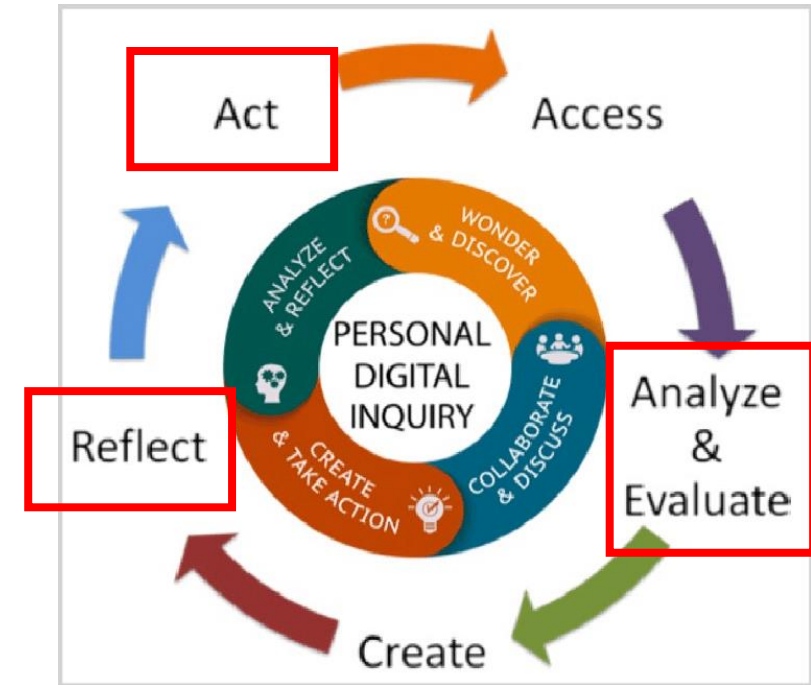 Act
Access
WONDER
& DISCOVER
ANALYZE
& REFLECT
PERSONAL
DIGITAL
INQUIRY
COLLABORATE
& DISCUSS
CREATE
& TAKE ACTION
Analyze
&
Evaluate
Reflect
Create
?